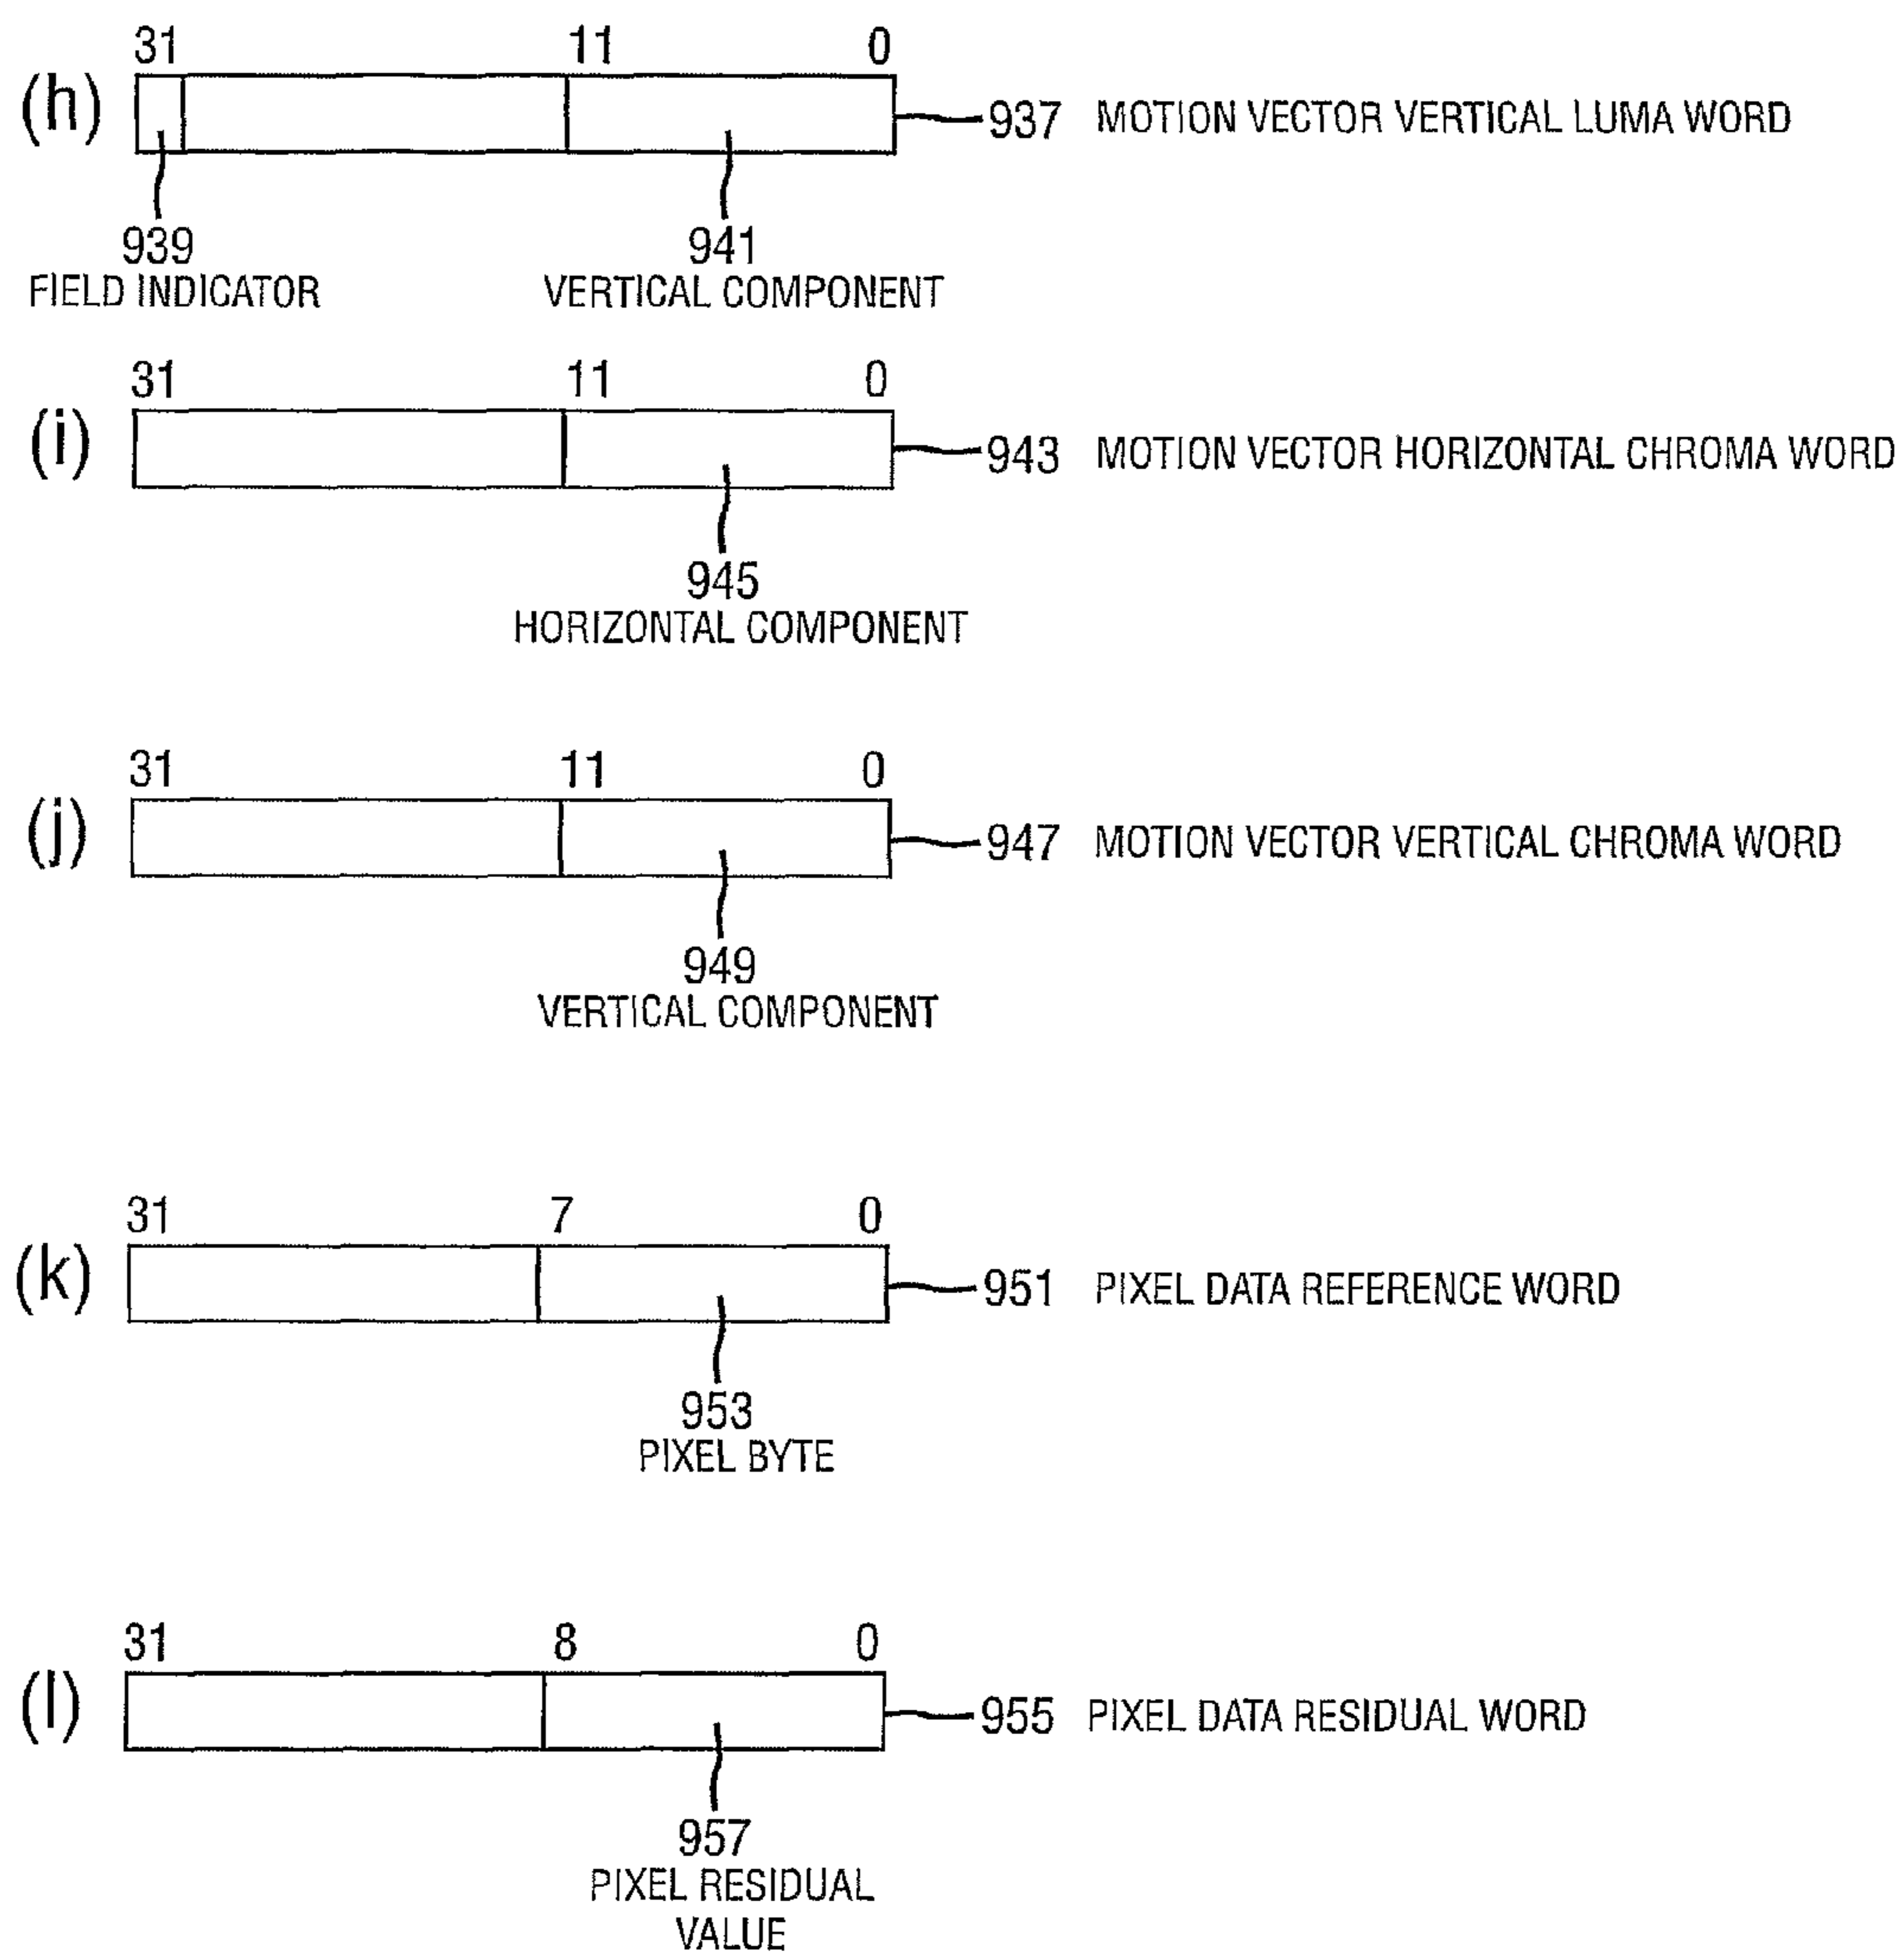 31 11 0
(h) 937 MOTION VECTOR VERTICAL LUMA WORD
939 941
FIELD INDICATOR VERTICAL COMPONENT
31 11 0
(i) 943 MOTION VECTOR HORIZONTAL CHROMA WORD
945
HORIZONTAL COMPONENT
31 11 0
(j) 947 MOTION VECTOR VERTICAL CHROMA WORD
949
VERTICAL COMPONENT
31 7 0
(k) 951 PIXEL DATA REFERENCE WORD
953
PIXEL BYTE
31 8 0
(l) 955 PIXEL DATA RESIDUAL WORD
957
PIXEL RESIDUAL
VALUE